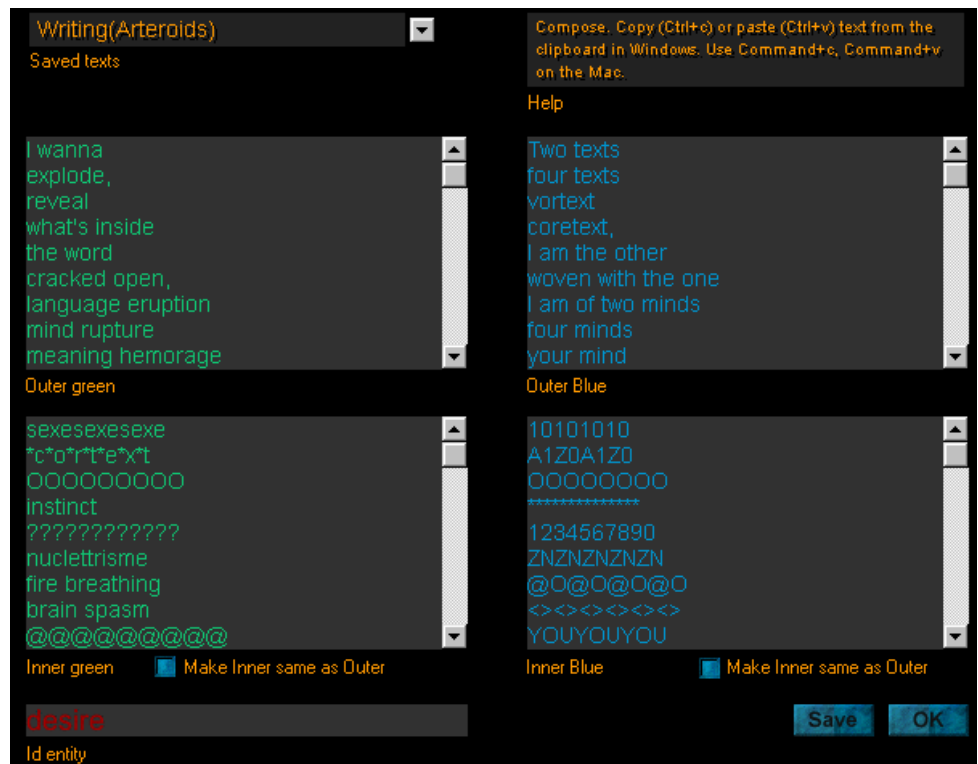 Writing(Arteroids)
Saved texts
Compose. Copy (Ctrl+c) or paste (Ctrl+v) text from the
clipboard in Windows. Use Command+c, Command+v
on the Mac.
Help
I wanna
explode,
reveal
what's inside
the word
cracked open,
language eruption
mind rupture
meaning hemorage
Outer green
Two texts
four texts
vortext
coretext,
I am the other
woven with the one
I am of two minds
four minds
your mind
Outer Blue
sexesexesexe
*c*o*r*t*e*x*t
OOOOOOOOO
instinct
????????????
nuclettrisme
fire breathing
brain spasm
@@@@@@@@@
Inner green
Make Inner same as Outer
10101010
A1Z0A1Z0
OOOOOOOO
***************
1234567890
ZNZNZNZNZN
@O@O@O@O
<><><><><><>
YOUYOUYOU
Inner Blue
Make Inner same as Outer
desire
Id entity
Save
OK